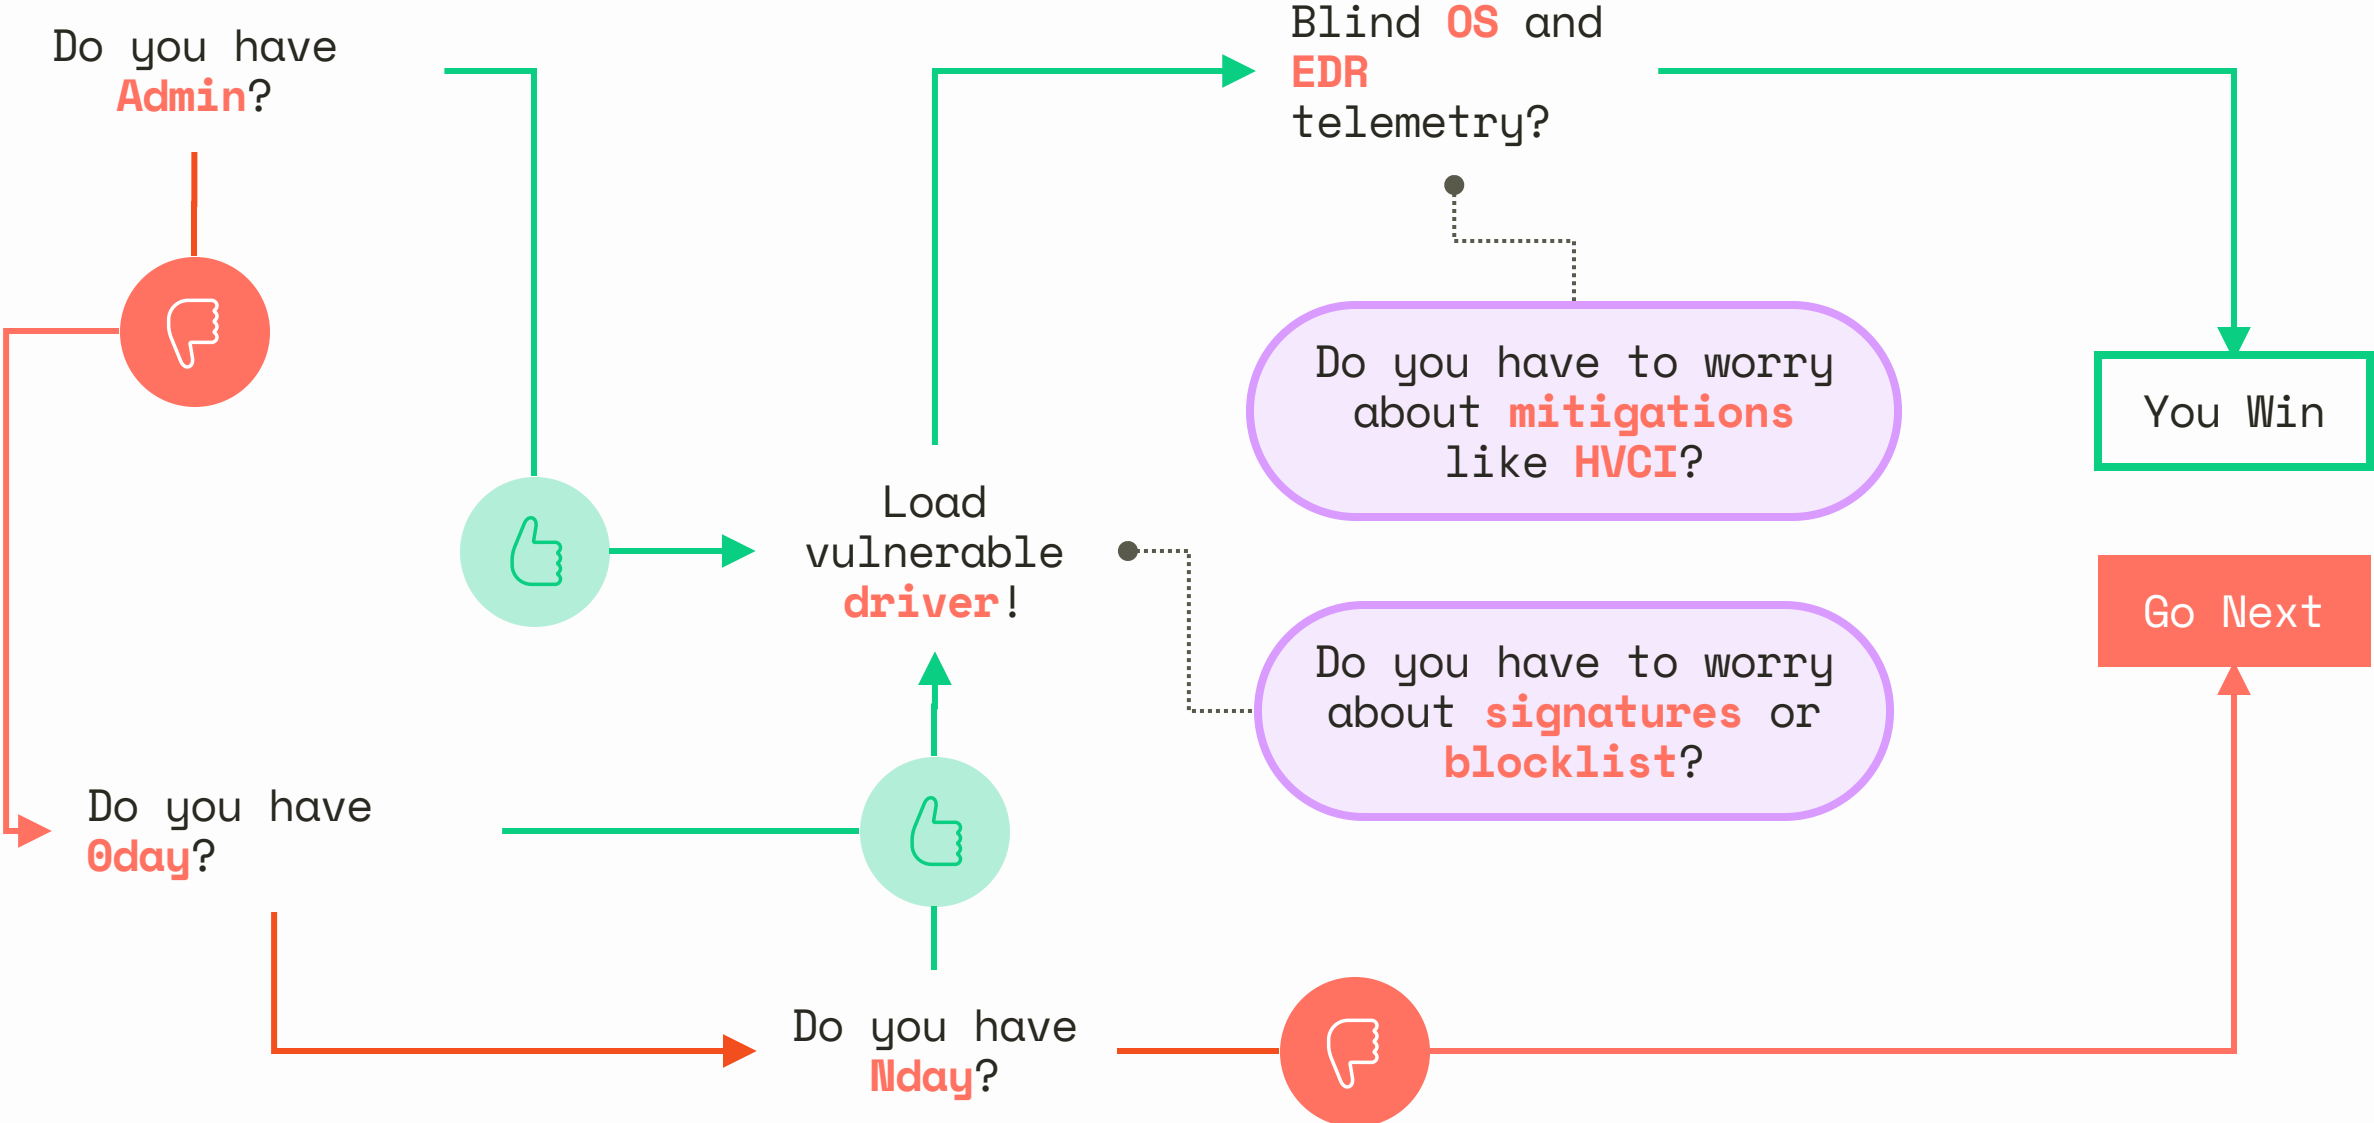 Do you have
Admin?
Blind OS and
EDR
telemetry?
Do you have to worry
about mitigations
like HVCI?
You Win
Load
vulnerable
driver!
Go Next
Do you have to worry
about signatures or
blocklist?
Do you have
0day?
Do you have
Nday?